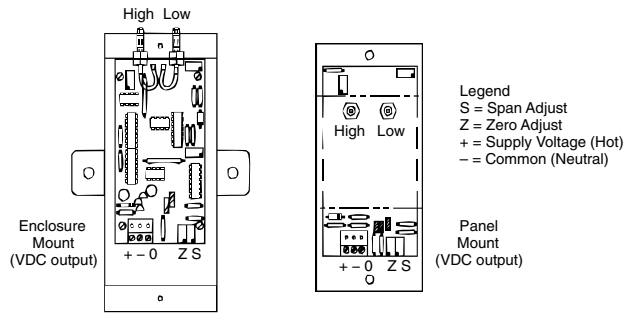 High Low
High Low
Legend
S = Span Adjust
Z = Zero Adjust
+ = Supply Voltage (Hot)
– = Common (Neutral)
Enclosure
Mount
(VDC output)
+ – 0 Z S
+ – 0 Z S
Panel
Mount
(VDC output)